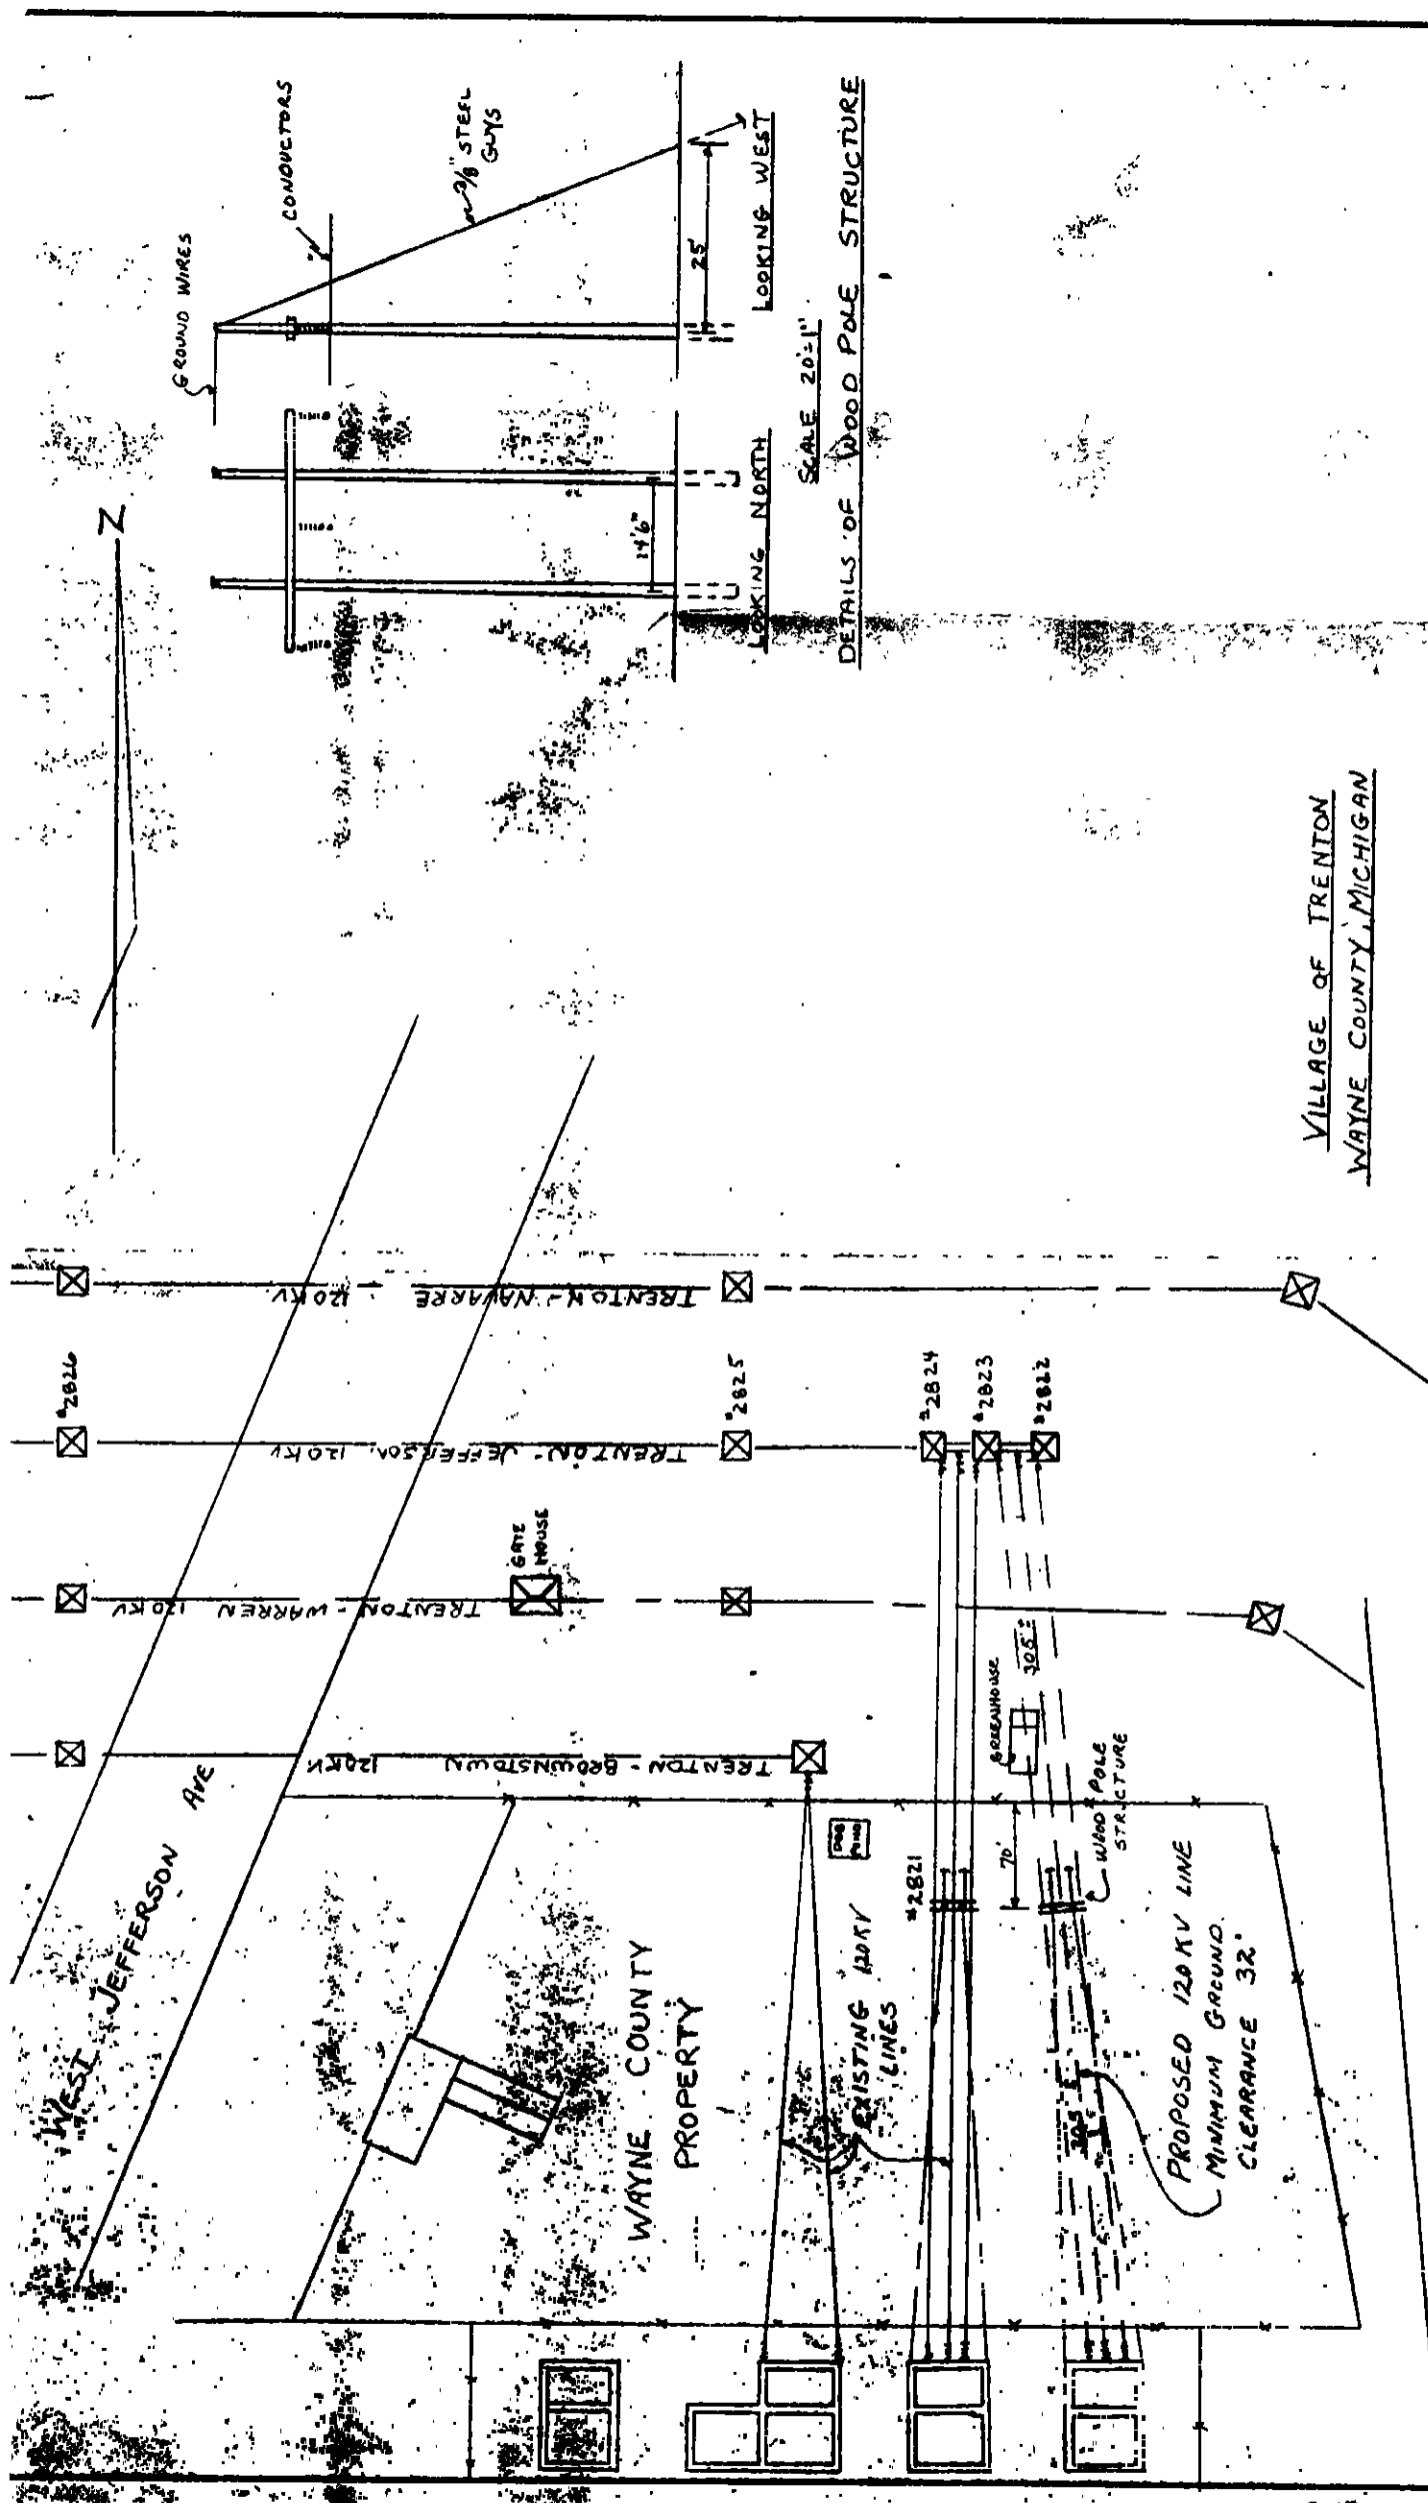 GROUND WIRES
CONDUCTORS
3/8" STEEL
GUYS
25'
LOOKING WEST
14'6"
LOOKING NORTH
SCALE 20'=1"
DETAILS OF WOOD POLE STRUCTURE
N
VILLAGE OF TRENTON
WAYNE COUNTY, MICHIGAN
TRENTON - NAVARRE 120KV
#2826
#2825
#2824
#2823
#2822
TRENTON - JEFFERSON 120KV
GATE
HOUSE
TRENTON - WARREN 120KV
GREENHOUSE
305'±
TRENTON - BROWNSTOWN 120KV
WEST JEFFERSON AVE
#2821
70'
WOOD POLE
STRUCTURE
WAYNE COUNTY
PROPERTY
EXISTING 120KV
LINES
PROPOSED 120KV LINE
MINIMUM GROUND
CLEARANCE 32'